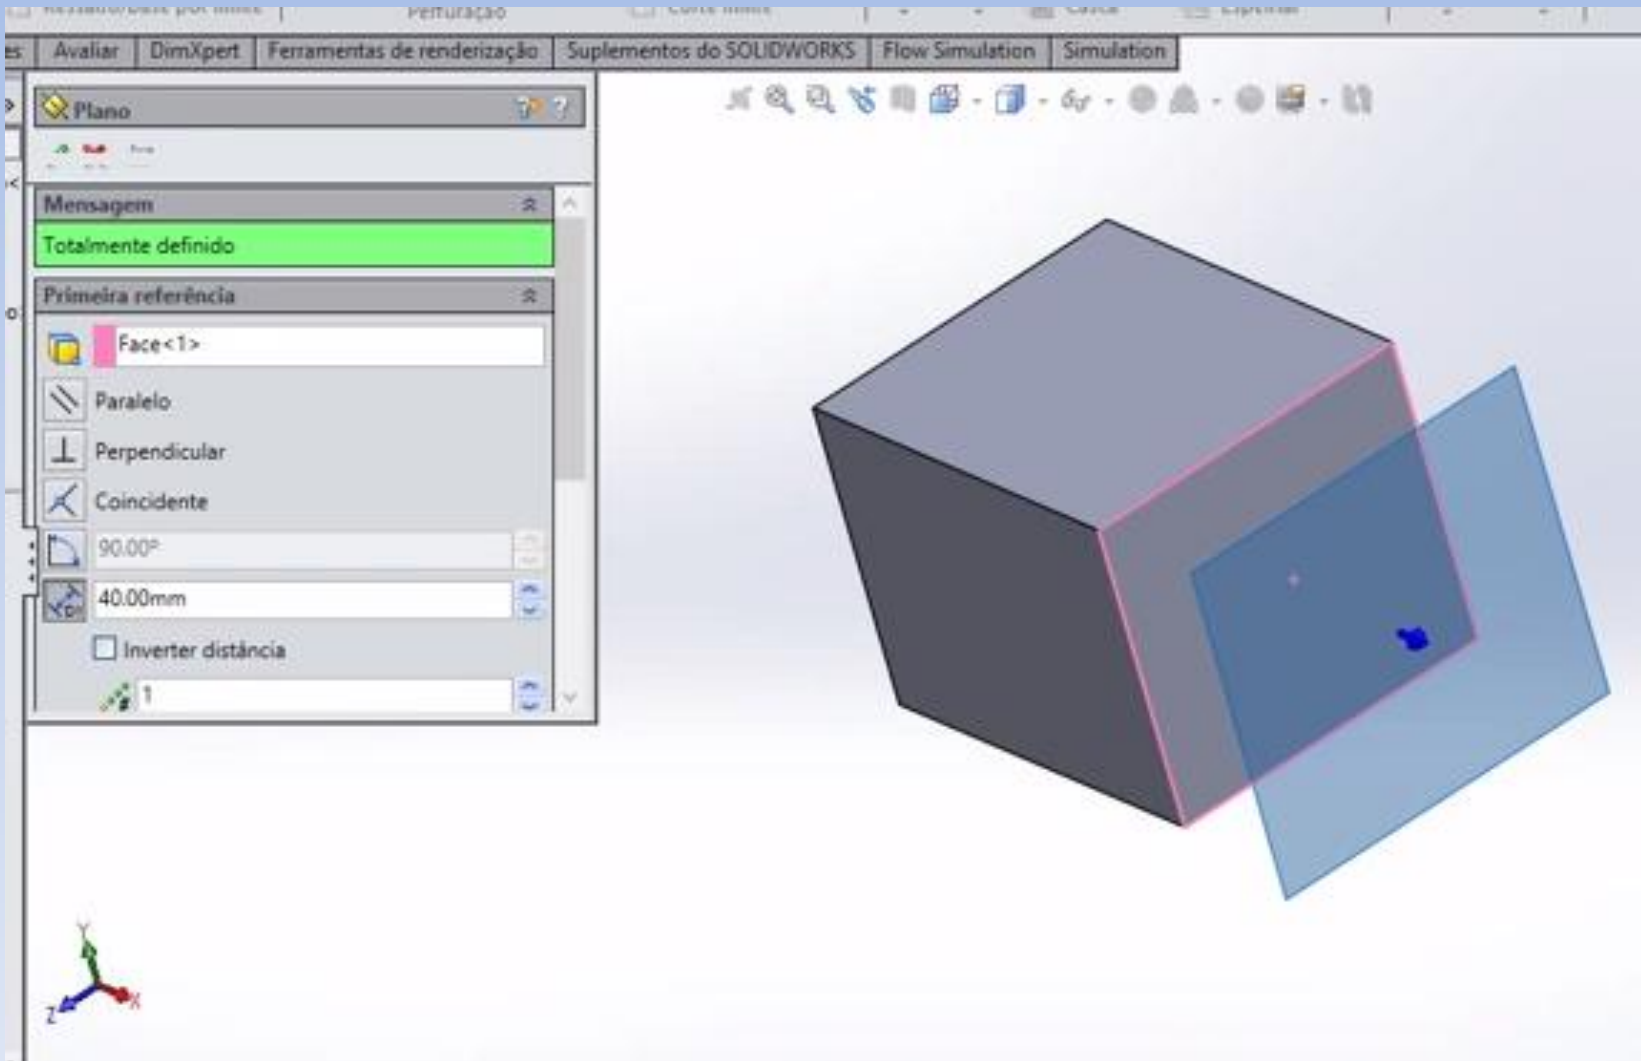 Perfuração
Avaliar DimXpert Ferramentas de renderização Suplementos do SOLIDWORKS Flow Simulation Simulation
Plano
Mensagem
Totalmente definido
Primeira referência
Face<1>
Paralelo
Perpendicular
Coincidente
90.00º
40.00mm
Inverter distância
1
Y
Z X